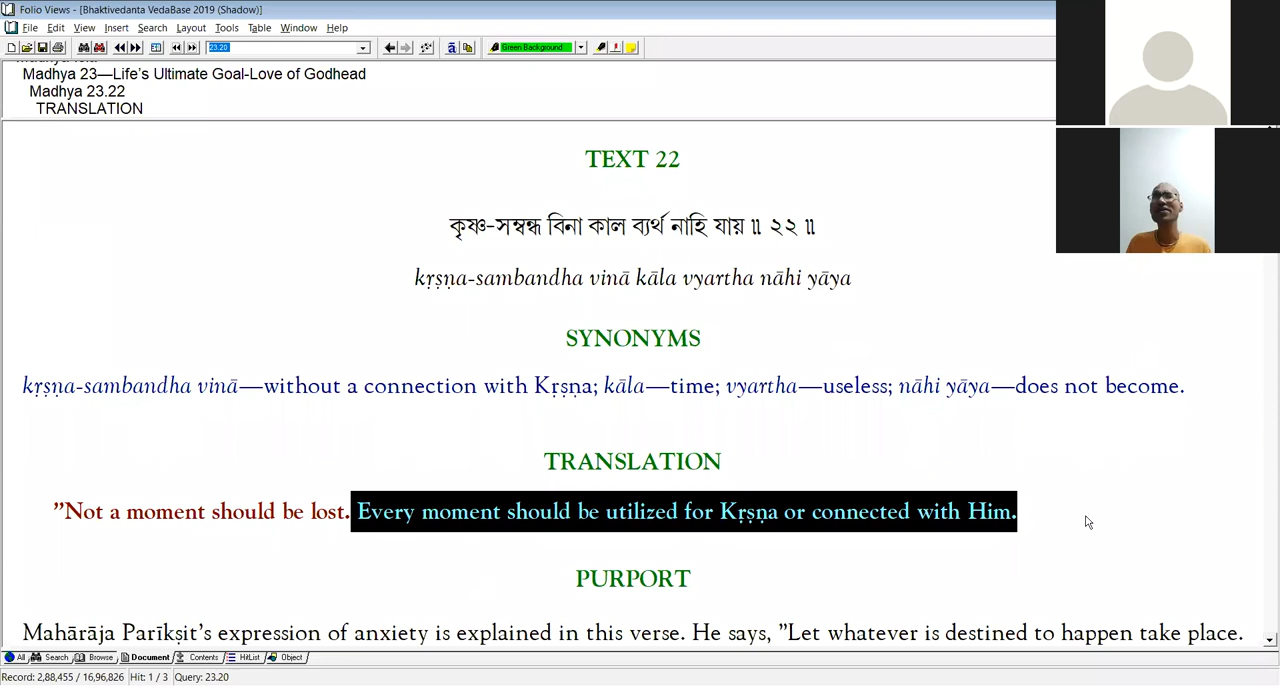 Folio Views - [Bhaktivedanta VedaBase 2019 (Shadow)]
File Edit View Insert Search Layout Tools Table Window Help
23.20 Green Background
Madhya 23—Life's Ultimate Goal-Love of Godhead
Madhya 23.22
TRANSLATION
TEXT 22
কৃষ্ণ-সম্বন্ধ বিনা কাল ব্যর্থ নাহি যায় ॥ ২২ ॥
kṛṣṇa-sambandha vinā kāla vyartha nāhi yāya
SYNONYMS
kṛṣṇa-sambandha vinā—without a connection with Kṛṣṇa; kāla—time; vyartha—useless; nāhi yāya—does not become.
TRANSLATION
"Not a moment should be lost. Every moment should be utilized for Kṛṣṇa or connected with Him.
PURPORT
Mahārāja Parīkṣit's expression of anxiety is explained in this verse. He says, "Let whatever is destined to happen take place.
All Search Browse Document Contents HitList Object
Record: 2,88,455 / 16,96,826 Hit: 1 / 3 Query: 23.20